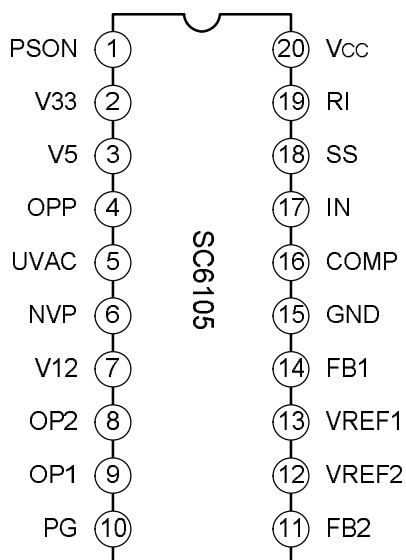 PSON 1 20 VCC
V33 2 19 RI
V5 3 18 SS
OPP 4 17 IN
UVAC 5 16 COMP
NVP 6 15 GND
V12 7 14 FB1
OP2 8 13 VREF1
OP1 9 12 VREF2
PG 10 11 FB2
SC6105